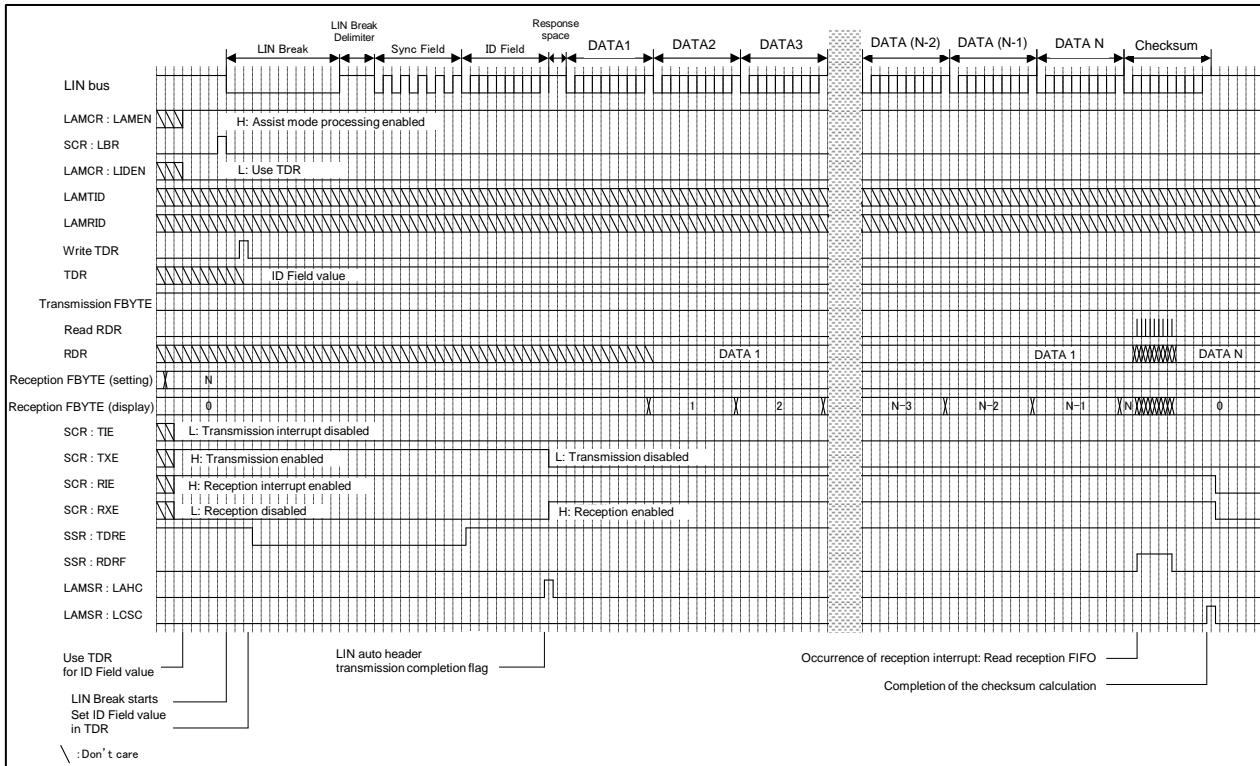 LIN Break
LIN Break
Delimiter
Sync Field
ID Field
Response
space
DATA1
DATA2
DATA3
DATA (N-2)
DATA (N-1)
DATA N
Checksum
LIN bus
LAMCR : LAMEN
H: Assist mode processing enabled
SCR : LBR
LAMCR : LIDEN
L: Use TDR
LAMTID
LAMRID
Write TDR
TDR
ID Field value
Transmission FBYTE
Read RDR
RDR
DATA 1
DATA 1
DATA N
Reception FBYTE (setting)
N
Reception FBYTE (display)
0
1
2
N-3
N-2
N-1
N
0
SCR : TIE
L: Transmission interrupt disabled
SCR : TXE
H: Transmission enabled
L: Transmission disabled
SCR : RIE
H: Reception interrupt enabled
SCR : RXE
L: Reception disabled
H: Reception enabled
SSR : TDRE
SSR : RDRF
LAMSR : LAHC
LAMSR : LCSC
Use TDR
for ID Field value
LIN auto header
transmission completion flag
Occurrence of reception interrupt: Read reception FIFO
Completion of the checksum calculation
LIN Break starts
Set ID Field value
in TDR
\ :Don't care